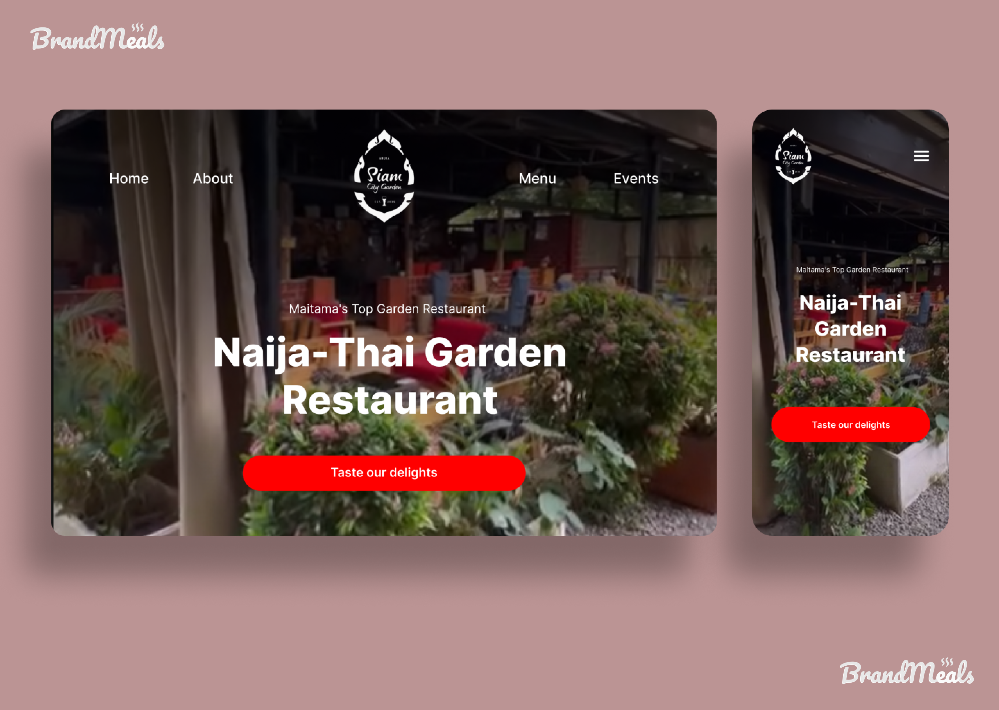 BrandMeals
Home
About
Siam
City Garden
Menu
Events
Maitama's Top Garden Restaurant
Naija-Thai Garden
Restaurant
Taste our delights
Siam
City Garden
Maitama's Top Garden Restaurant
Naija-Thai
Garden
Restaurant
Taste our delights
BrandMeals